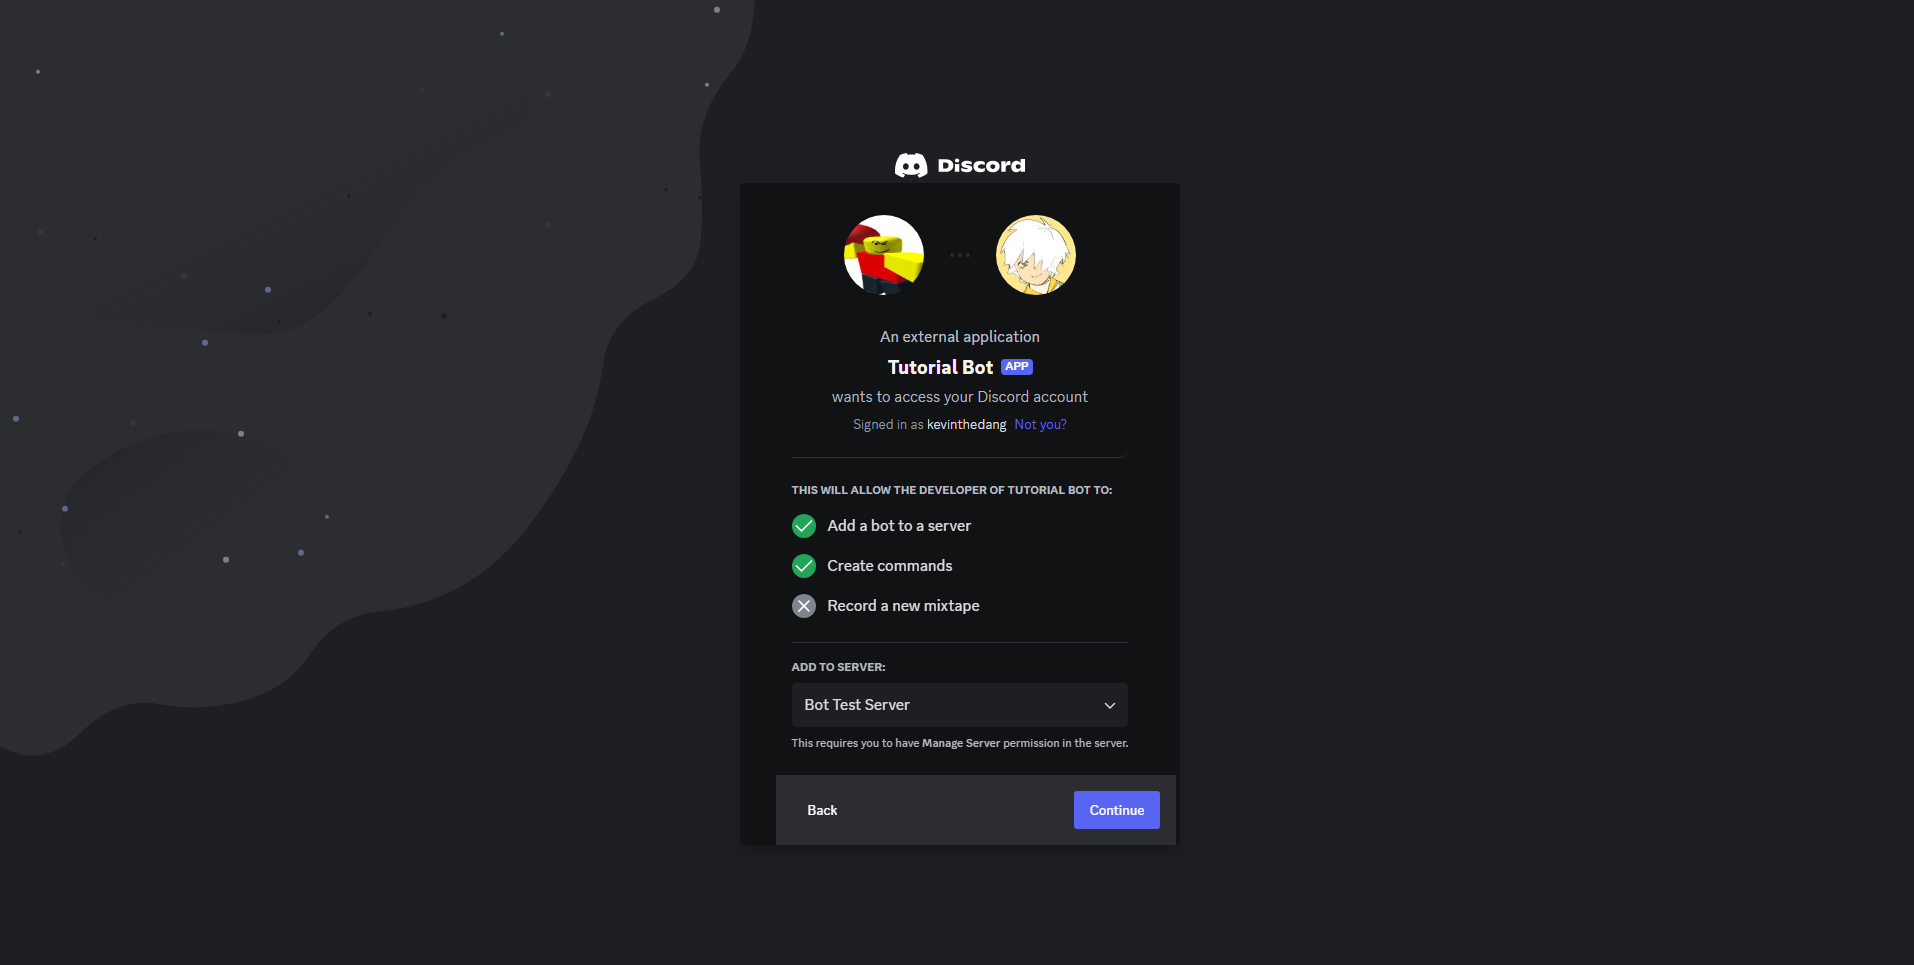 Discord
An external application
Tutorial Bot APP
wants to access your Discord account
Signed in as kevinthedang Not you?
THIS WILL ALLOW THE DEVELOPER OF TUTORIAL BOT TO:
Add a bot to a server
Create commands
Record a new mixtape
ADD TO SERVER:
Bot Test Server
This requires you to have Manage Server permission in the server.
Back Continue